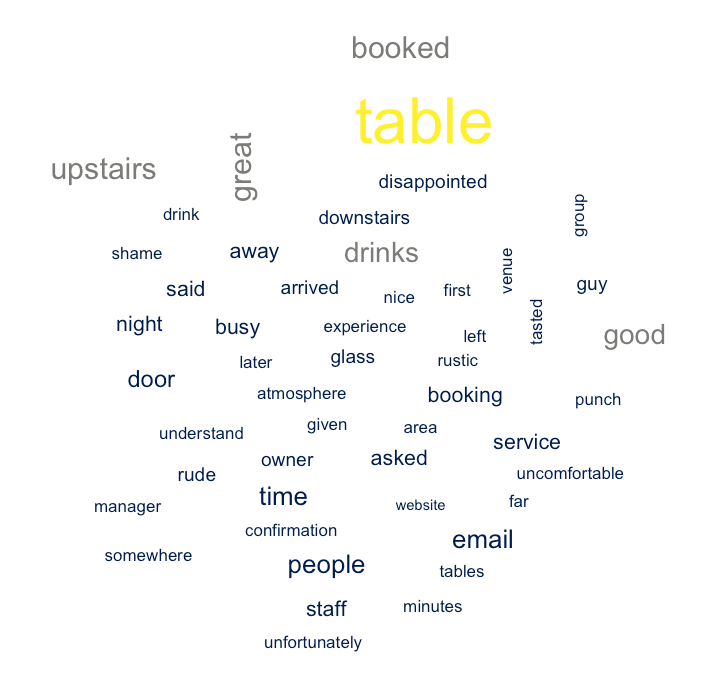 booked
table
great
upstairs
disappointed
group
drink
downstairs
shame
away
drinks
venue
said
arrived
nice
first
guy
night
busy
experience
left
tasted
good
later
glass
rustic
door
atmosphere
booking
punch
understand
given
area
service
rude
owner
asked
uncomfortable
manager
time
website
far
confirmation
email
somewhere
people
tables
staff
minutes
unfortunately